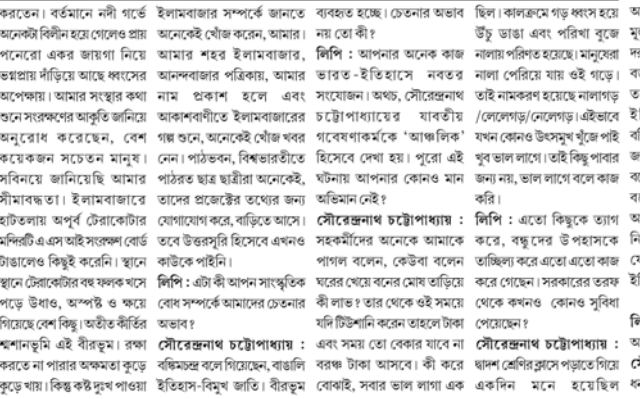 করতেন। বর্তমানে নদী গর্ভে
অনেকটা বিলীন হয়ে গেলেও প্রায়
পনেরো একর জায়গা নিয়ে
ভগ্নপ্রায় দাঁড়িয়ে আছে ধ্বংসের
অপেক্ষায়। আমার সংস্থার কথা
শুনে সংরক্ষণের আকুতি জানিয়ে
অনুরোধ করেছেন, বেশ
কয়েকজন সচেতন মানুষ।
সবিনয়ে জানিয়েছি আমার
সীমাবদ্ধতা। ইলামবাজারে
হাটতলায় অপূর্ব টেরাকোটার
মন্দিরটি এ এস আই সংরক্ষণ বোর্ড
টাঙালেও কিছুই করেনি। স্থানে
স্থানে টেরাকোটার বহু ফলক খসে
পড়ে উধাও, অস্পষ্ট ও ক্ষয়ে
গিয়েছে বেশ কিছু। অতীত কীর্তির
শ্মশানভূমি এই বীরভূম। রক্ষা
করতে না পারার অক্ষমতা কুড়ে
কুড়ে খায়। কিন্তু কষ্ট দুঃখ পাওয়া
ইলামবাজার সম্পর্কে জানতে
অনেকেই খোঁজ করেন, আমার।
আমার শহর ইলামবাজার,
আনন্দবাজার পত্রিকায়, আমার
নাম প্রকাশ হলে এবং
আকাশবাণীতে ইলামবাজারের
গল্প শুনে, অনেকেই খোঁজ খবর
নেন। পাঠভবন, বিশ্বভারতীতে
পাঠরত ছাত্র ছাত্রীরা অনেকেই,
তাদের প্রজেক্টের তথ্যের জন্য
যোগাযোগ করে, বাড়িতে আসে।
তবে উত্তরসূরি হিসেবে এখনও
কাউকে পাইনি।
লিপি : এটা কী আপন সাংস্কৃতিক
বোধ সম্পর্কে আমাদের চেতনার
অভাব?
সৌরেন্দ্রনাথ চট্টোপাধ্যায় :
বঙ্কিমচন্দ্র বলে গিয়েছেন, বাঙালি
ইতিহাস-বিমুখ জাতি। বীরভূম
ব্যবহৃত হচ্ছে। চেতনার অভাব
নয় তো কী?
লিপি : আপনার অনেক কাজ
ভারত-ইতিহাসে নবতর
সংযোজন। অথচ, সৌরেন্দ্রনাথ
চট্টোপাধ্যায়ের যাবতীয়
গবেষণাকর্মকে ‘আঞ্চলিক’
হিসেবে দেখা হয়। পুরো এই
ঘটনায় আপনার কোনও মান
অভিমান নেই?
সৌরেন্দ্রনাথ চট্টোপাধ্যায় :
সহকর্মীদের অনেকে আমাকে
পাগল বলেন, কেউবা বলেন
ঘরের খেয়ে বনের মোষ তাড়িয়ে
কী লাভ? তার থেকে ওই সময়ে
যদি টিউশানি করেন তাহলে টাকা
এবং সময় তো বেকার যাবে না
বরঞ্চ টাকা আসবে। কী করে
বোঝাই, সবার ভাল লাগা এক
ছিল। কালক্রমে গড় ধ্বংস হয়ে
উঁচু ডাঙা এবং পরিখা বুজে
নালায় পরিণত হয়েছে। মানুষেরা
নালা পেরিয়ে যায় ওই গড়ে।
তাই নামকরণ হয়েছে নালাগড়
/লেলেগড়/নেলেগড়। এইভাবে
যখন কোনও উৎসমুখ খুঁজে পাই
খুব ভাল লাগে। তাই কিছু পাবার
জন্য নয়, ভাল লাগে বলে কাজ
করি।
লিপি : এতো কিছুকে ত্যাগ
করে, বন্ধুদের উপহাসকে
তাচ্ছিল্য করে এতো এতো কাজ
করে গেছেন। সরকারের তরফ
থেকে কখনও কোনও সুবিধা
পেয়েছেন?
সৌরেন্দ্রনাথ চট্টোপাধ্যায় :
দ্বাদশ শ্রেণির ক্লাসে পড়াতে গিয়ে
একদিন মনে হয়েছিল